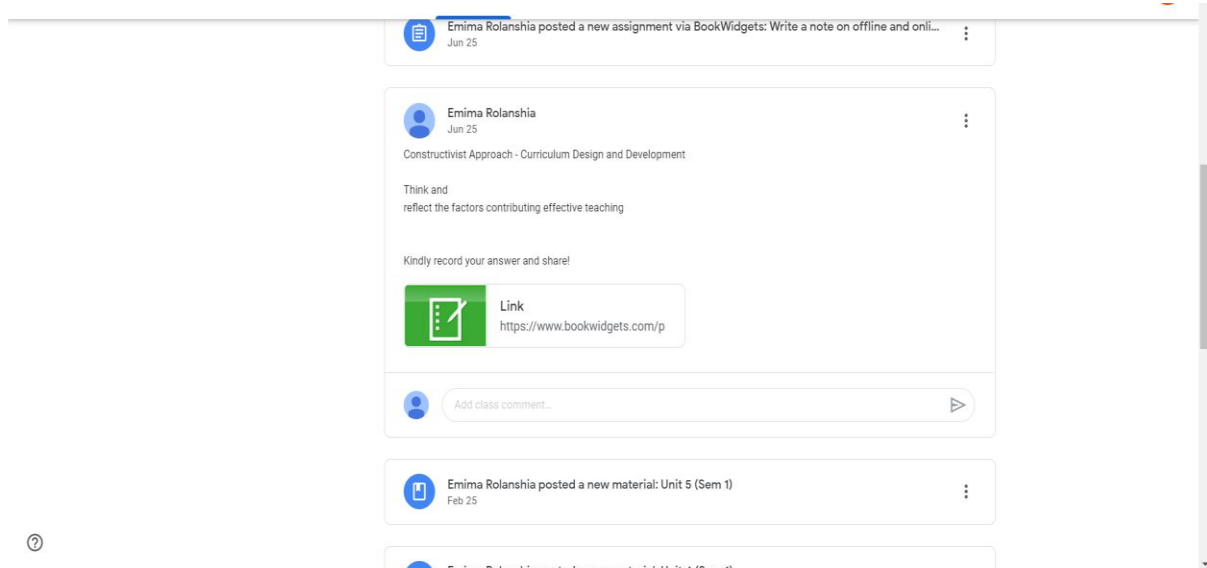 Emima Rolanshia posted a new assignment via BookWidgets: Write a note on offline and onli...
Jun 25
Emima Rolanshia
Jun 25
Constructivist Approach - Curriculum Design and Development
Think and
reflect the factors contributing effective teaching
Kindly record your answer and share!
Link
https://www.bookwidgets.com/p
Add class comment...
Emima Rolanshia posted a new material: Unit 5 (Sem 1)
Feb 25